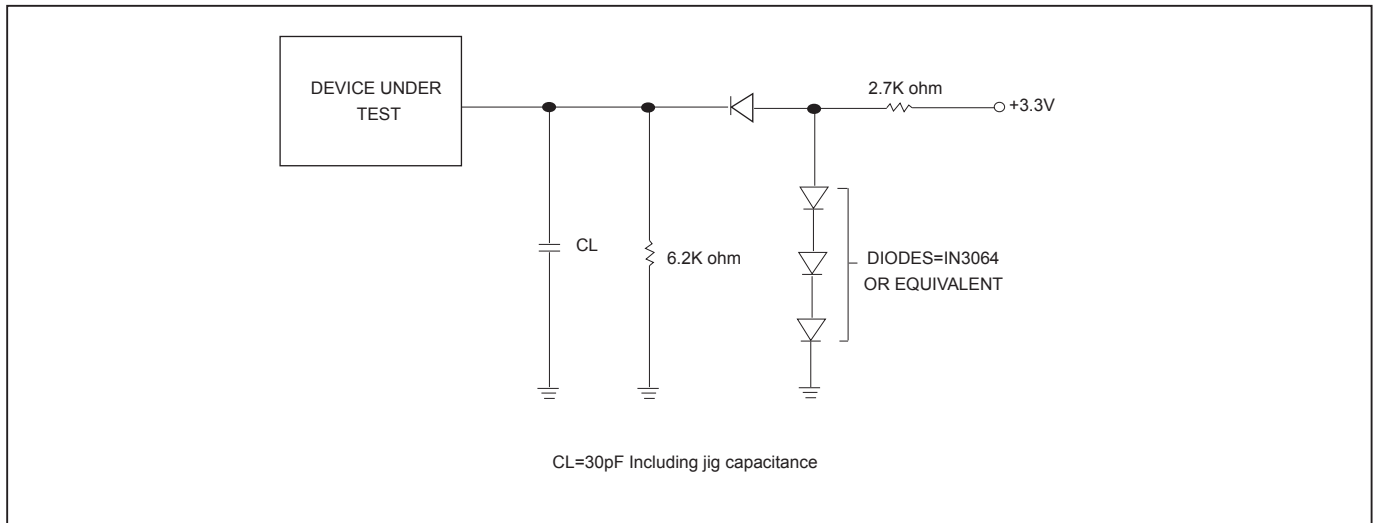 DEVICE UNDER
TEST
2.7K ohm
+3.3V
CL
6.2K ohm
DIODES=IN3064
OR EQUIVALENT
CL=30pF Including jig capacitance